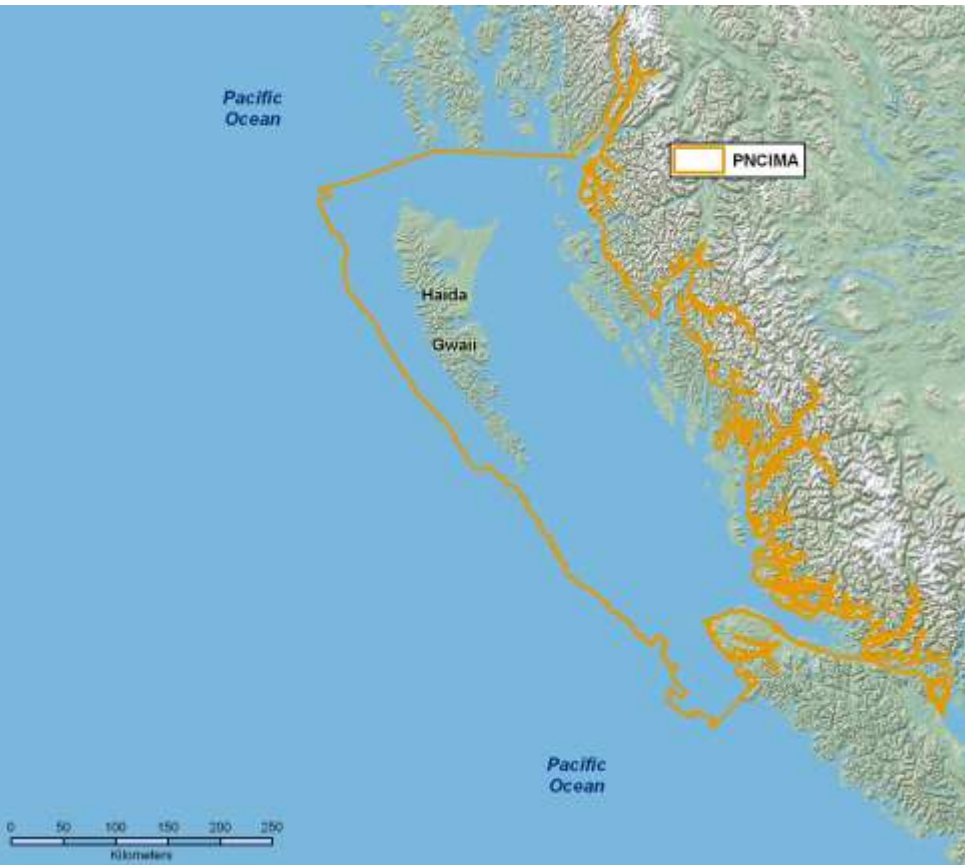 Pacific
Ocean
PNCIMA
Haida
Gwaii
Pacific
Ocean
0 50 100 150 200 250
Kilometers